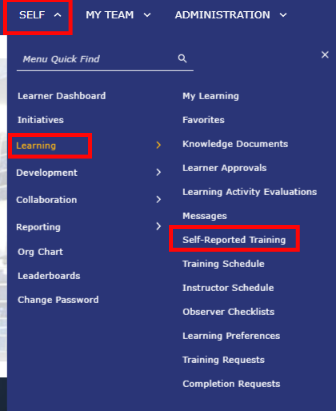 SELF MY TEAM ADMINISTRATION
Menu Quick Find
Learner Dashboard
Initiatives
Learning
Development
Collaboration
Reporting
Org Chart
Leaderboards
Change Password
My Learning
Favorites
Knowledge Documents
Learner Approvals
Learning Activity Evaluations
Messages
Self-Reported Training
Training Schedule
Instructor Schedule
Observer Checklists
Learning Preferences
Training Requests
Completion Requests